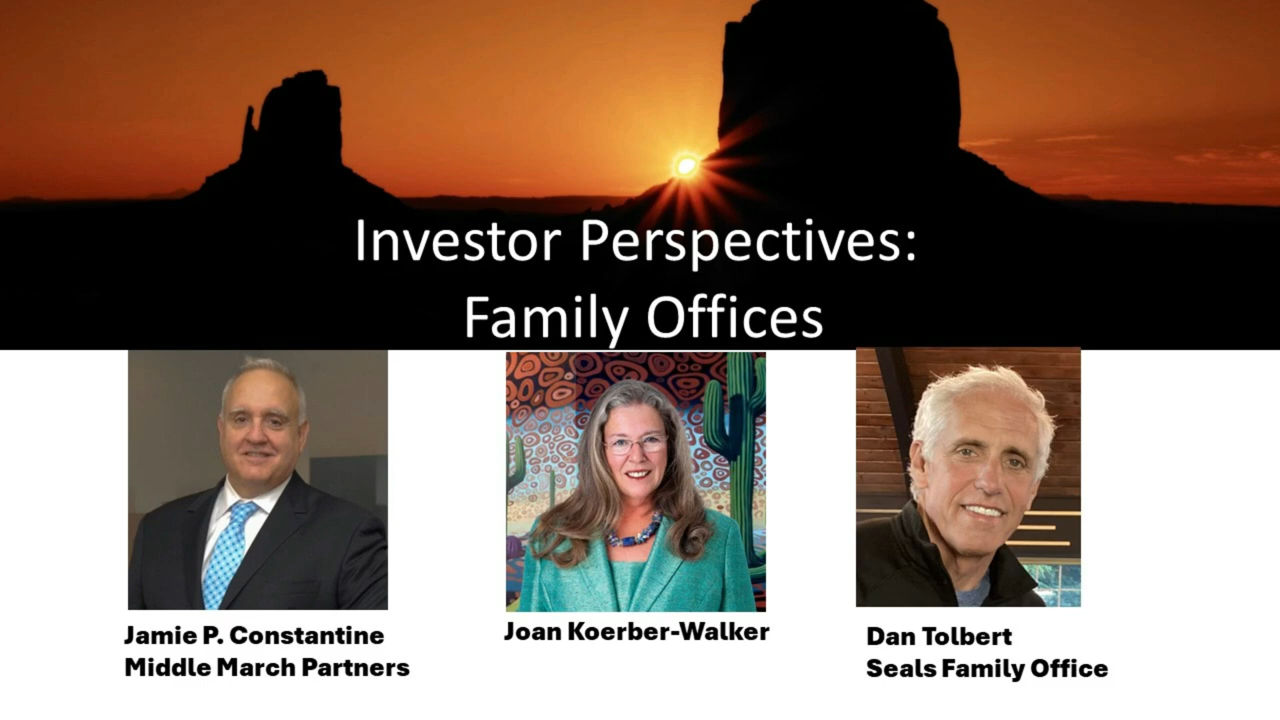 Investor Perspectives:
Family Offices
Jamie P. Constantine
Middle March Partners
Joan Koerber-Walker
Dan Tolbert
Seals Family Office